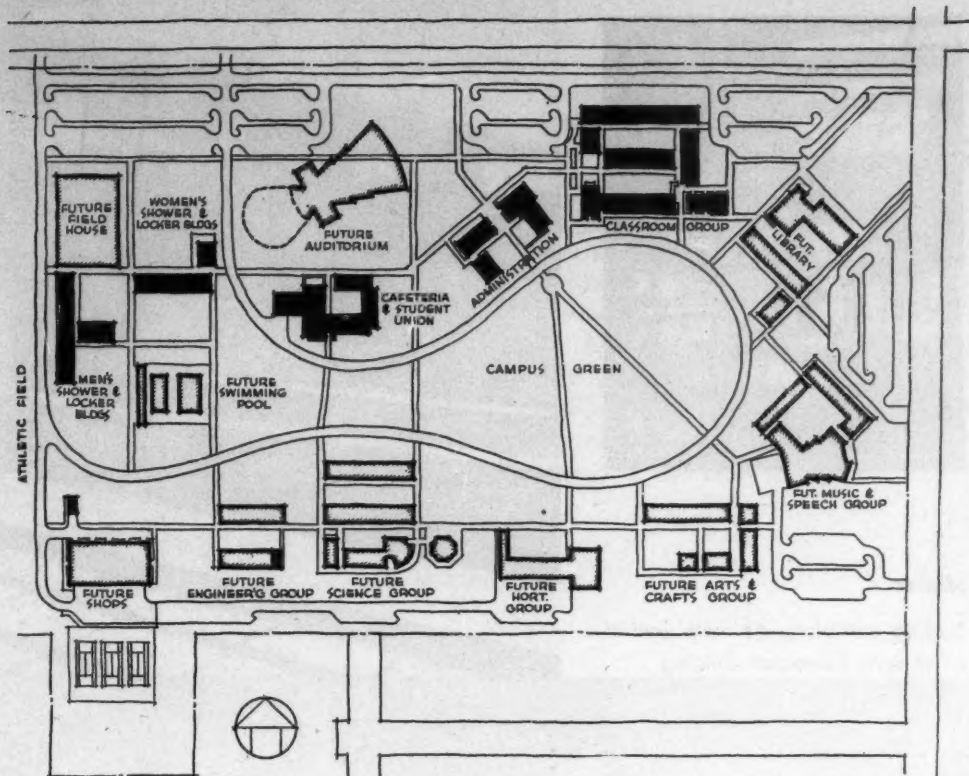 FUTURE
FIELD
HOUSE
WOMEN'S
SHOWER &
LOCKER BLDGS
FUTURE
AUDITORIUM
ADMINISTRATION
CLASSROOM GROUP
FUT.
LIBRARY
CAFETERIA
& STUDENT
UNION
CAMPUS GREEN
MEN'S
SHOWER &
LOCKER
BLDGS
FUTURE
SWIMMING
POOL
ATHLETIC FIELD
FUT. MUSIC &
SPEECH GROUP
FUTURE
SHOPS
FUTURE
ENGINEER'G GROUP
FUTURE
SCIENCE GROUP
FUTURE
HORT.
GROUP
FUTURE ARTS &
CRAFTS GROUP